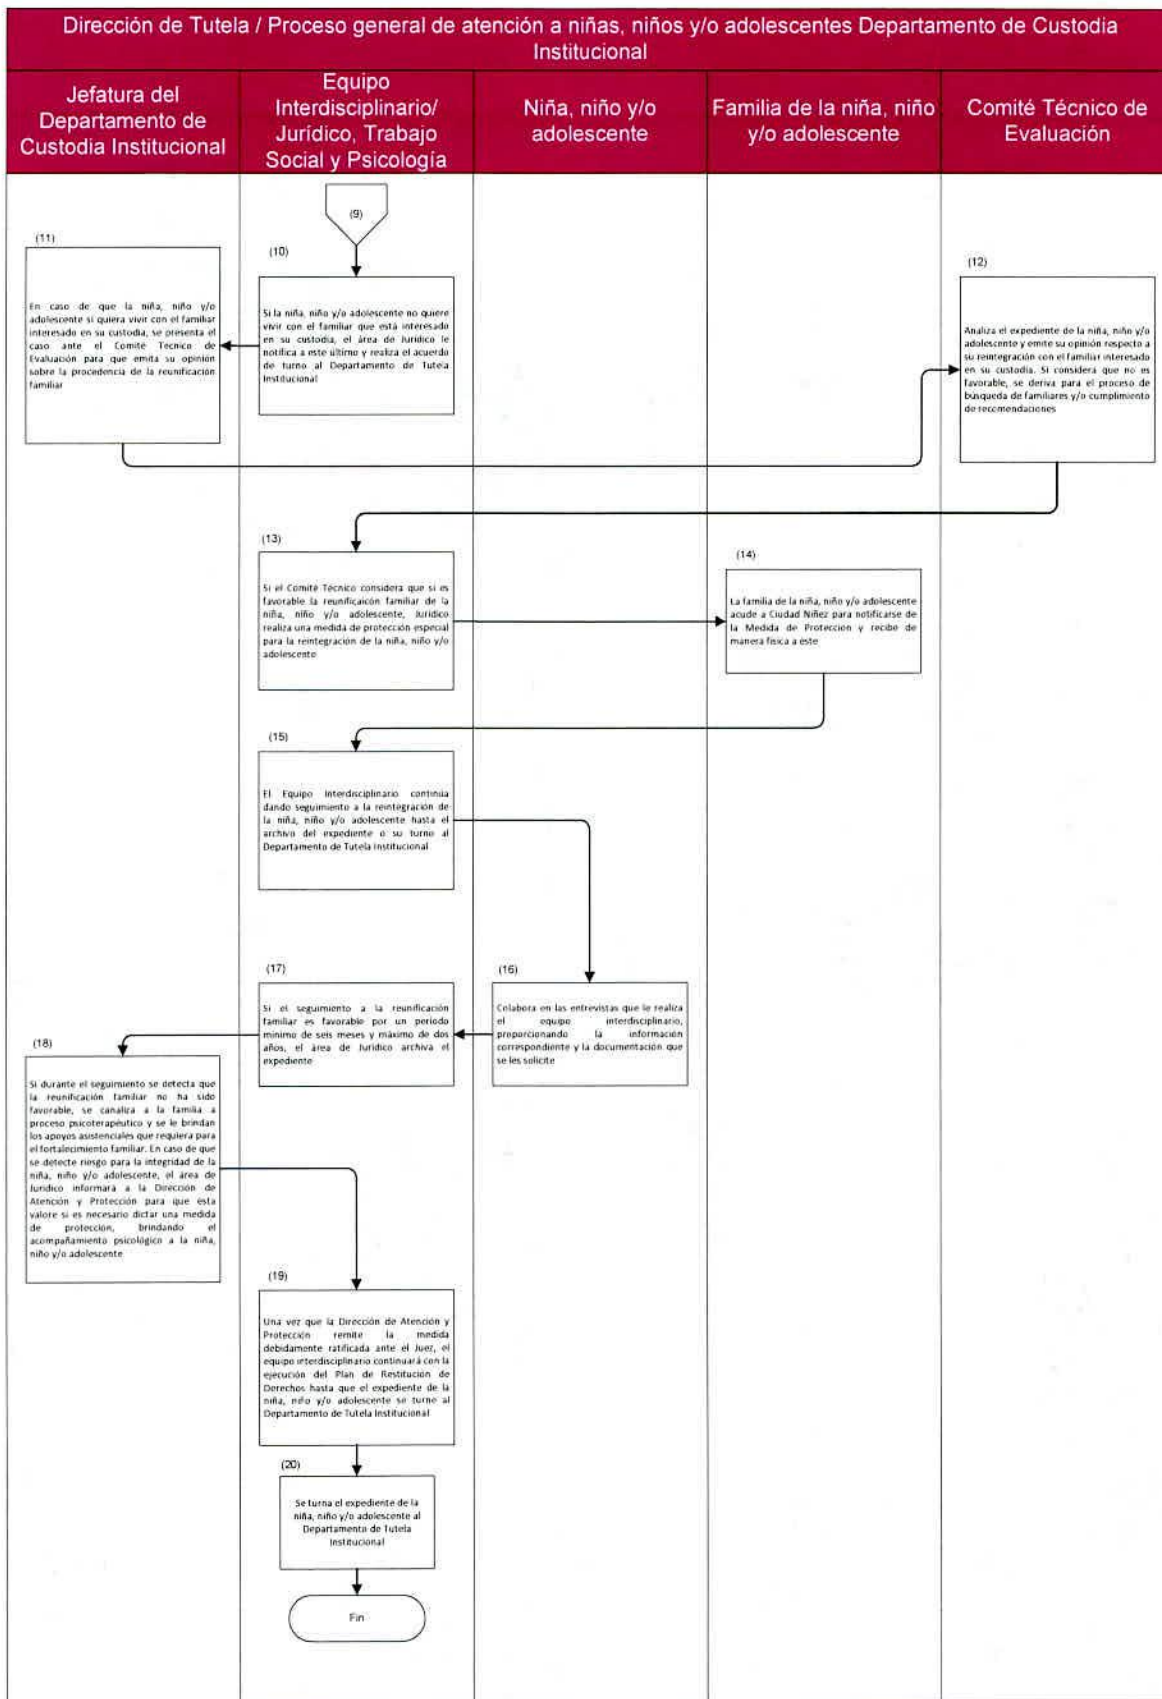 Dirección de Tutela / Proceso general de atención a niñas, niños y/o adolescentes Departamento de Custodia
Institucional
Jefatura del
Departamento de
Custodia Institucional
Equipo
Interdisciplinario/
Jurídico, Trabajo
Social y Psicología
Niña, niño y/o
adolescente
Familia de la niña, niño
y/o adolescente
Comité Técnico de
Evaluación
(9)
(10)
Si la niña, niño y/o adolescente no quiere
vivir con el familiar que está interesado
en su custodia, el área de Jurídico le
notifica a este último y realiza el acuerdo
de turno al Departamento de Tutela
Institucional
(11)
En caso de que la niña, niño y/o
adolescente si quiera vivir con el familiar
interesado en su custodia, se presenta el
caso ante el Comité Tecnico de
Evaluación para que emita su opinión
sobre la procedencia de la reunificación
familiar
(12)
Analiza el expediente de la niña, niño y/o
adolescente y emite su opinión respecto a
su reintegración con el familiar interesado
en su custodia. Si considera que no es
favorable, se deriva para el proceso de
búsqueda de familiares y/o cumplimiento
de recomendaciones
(13)
Si el Comité Técnico considera que si es
favorable la reunificaicón familiar de la
niña, niño y/o adolescente, Jurídico
realiza una medida de protección especial
para la reintegración de la niña, niño y/o
adolescento
(14)
La familia de la niña, niño y/o adolescente
acude a Ciudad Niñez para notificarse de
la Medida de Proteccion y recibe de
manera física a éste
(15)
El Equipo Interdisciplinario continúa
dando seguimiento a la reintegración de
la niña, niño y/o adolescente hasta el
archivo del expediente o su turno al
Departamento de Tutela Institucional
(16)
Colabora en las entrevistas que le realiza
el equipo interdisciplinario,
proporcionando la información
correspondiente y la documentación que
se les solicite
(17)
Si el seguimiento a la reunificación
familiar es favorable por un periodo
mínimo de seis meses y máximo de dos
años, el área de Jurídico archiva el
expediente
(18)
Si durante el seguimiento se detecta que
la reunificación familiar no ha sido
favorable, se canaliza a la familia a
proceso psicoterapéutico y se le brindan
los apoyos asistenciales que requiera para
el fortalecimiento familiar. En caso de que
se detecte riesgo para la integridad de la
niña, niño y/o adolescente, el área de
Jurídico informará a la Dirección de
Atención y Protección para que ésta
valore si es necesario dictar una medida
de protección, brindando el
acompañamiento psicológico a la niña,
niño y/o adolescente
(19)
Una vez que la Dirección de Atención y
Protección remite la medida
debidamente ratificada ante el Juez, el
equipo interdisciplinario continuará con la
ejecución del Plan de Restitución de
Derechos hasta que el expediente de la
niña, niño y/o adolescente se turne al
Departamento de Tutela Institucional
(20)
Se turna el expediente de la
niña, niño y/o adolescente al
Departamento de Tutela
Institucional
Fin